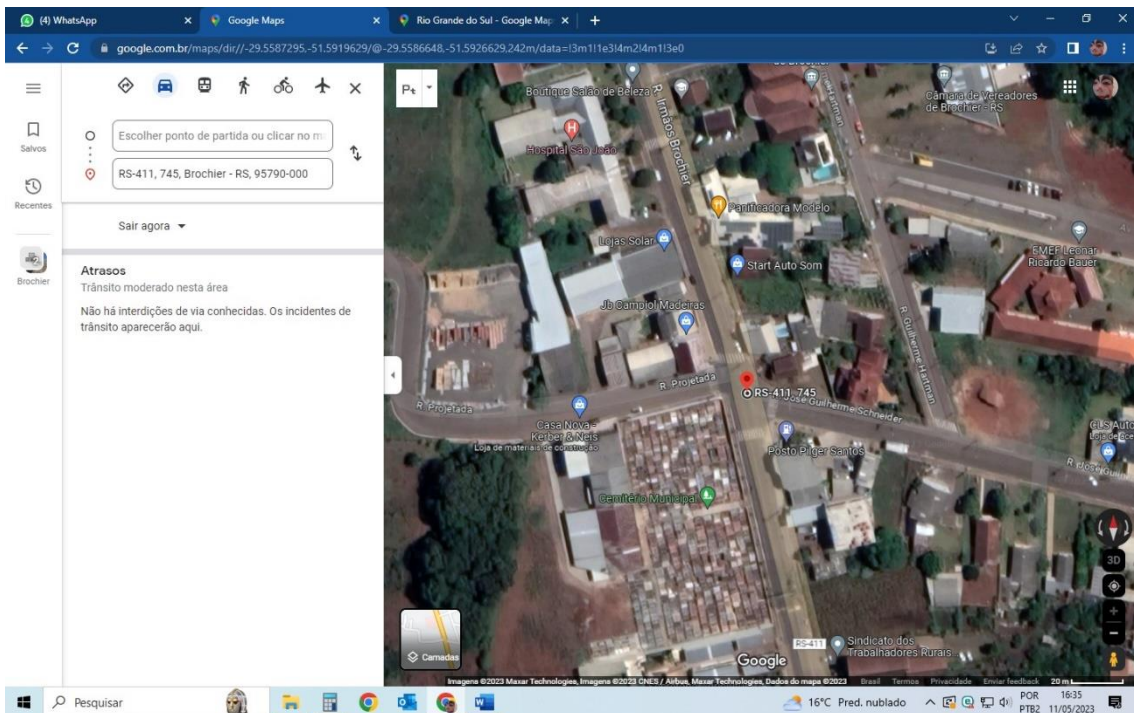 (4) WhatsApp
Google Maps
Rio Grande do Sul - Google Map
google.com.br/maps/dir//-29.5587295,-51.5919629/@-29.5586648,-51.5926629,242m/data=!3m1!1e3!4m2!4m1!3e0
Salvos
Recentes
Brochier
Escolher ponto de partida ou clicar no m
RS-411, 745, Brochier - RS, 95790-000
Sair agora
Atrasos
Trânsito moderado nesta área
Não há interdições de via conhecidas. Os incidentes de
trânsito aparecerão aqui.
Pt
Boutique Salão de Beleza
R. Irmãos Brochier
Hospital São João
Câmara de Vereadores
de Brochier - RS
Panificadora Modelo
Lojas Solar
Start Auto Som
EMEF Leonar
Ricardo Bauer
Jb Campiol Madeiras
R. Guilherme Hartman
R. Projetada
R. Projetada
RS-411, 745
José Guilherme Schneider
Casa Nova -
Kerber & Neis
Loja de materiais de construção
Posto Pilger Santos
GLS Auto
Cemitério Municipal
3D
RS-411
Sindicato dos
Trabalhadores Rurais...
Camadas
Google
Imagens ©2023 Maxar Technologies, Imagens ©2023 CNES / Airbus, Maxar Technologies, Dados do mapa ©2023 Brasil Termos Privacidade Enviar feedback 20 m
Pesquisar
16°C Pred. nublado
POR
PTB2
16:35
11/05/2023